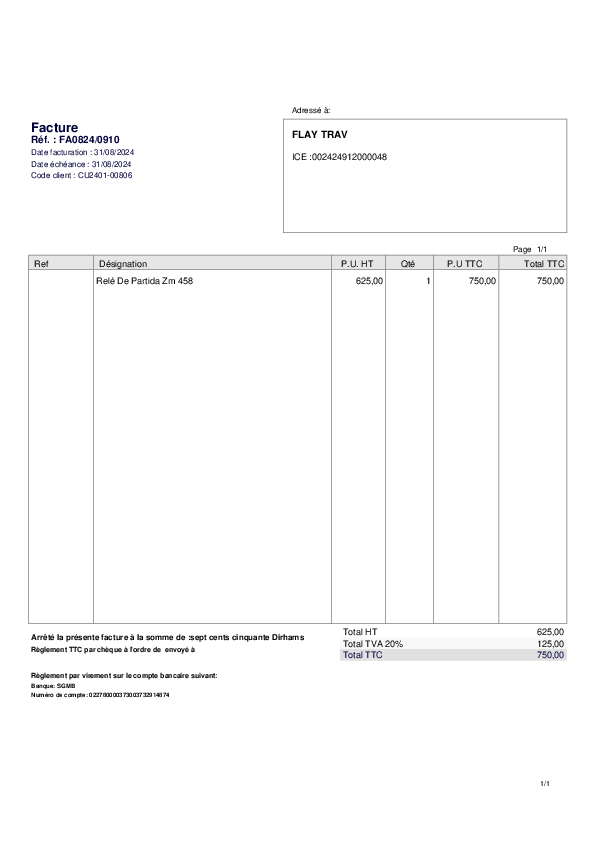 Adressé à:
Facture
Réf. : FA0824/0910
Date facturation : 31/08/2024
Date échéance : 31/08/2024
Code client : CU2401-00806
FLAY TRAV
ICE :002424912000048
Page 1/1
Ref Désignation P.U. HT Qté P.U TTC Total TTC
Relé De Partida Zm 458 625,00 1 750,00 750,00
Arrêté la présente facture à la somme de :sept cents cinquante Dirhams
Règlement TTC par chèque à l'ordre de envoyé à
Total HT 625,00
Total TVA 20% 125,00
Total TTC 750,00
Règlement par virement sur le compte bancaire suivant:
Banque: SGMB
Numéro de compte:
1/1